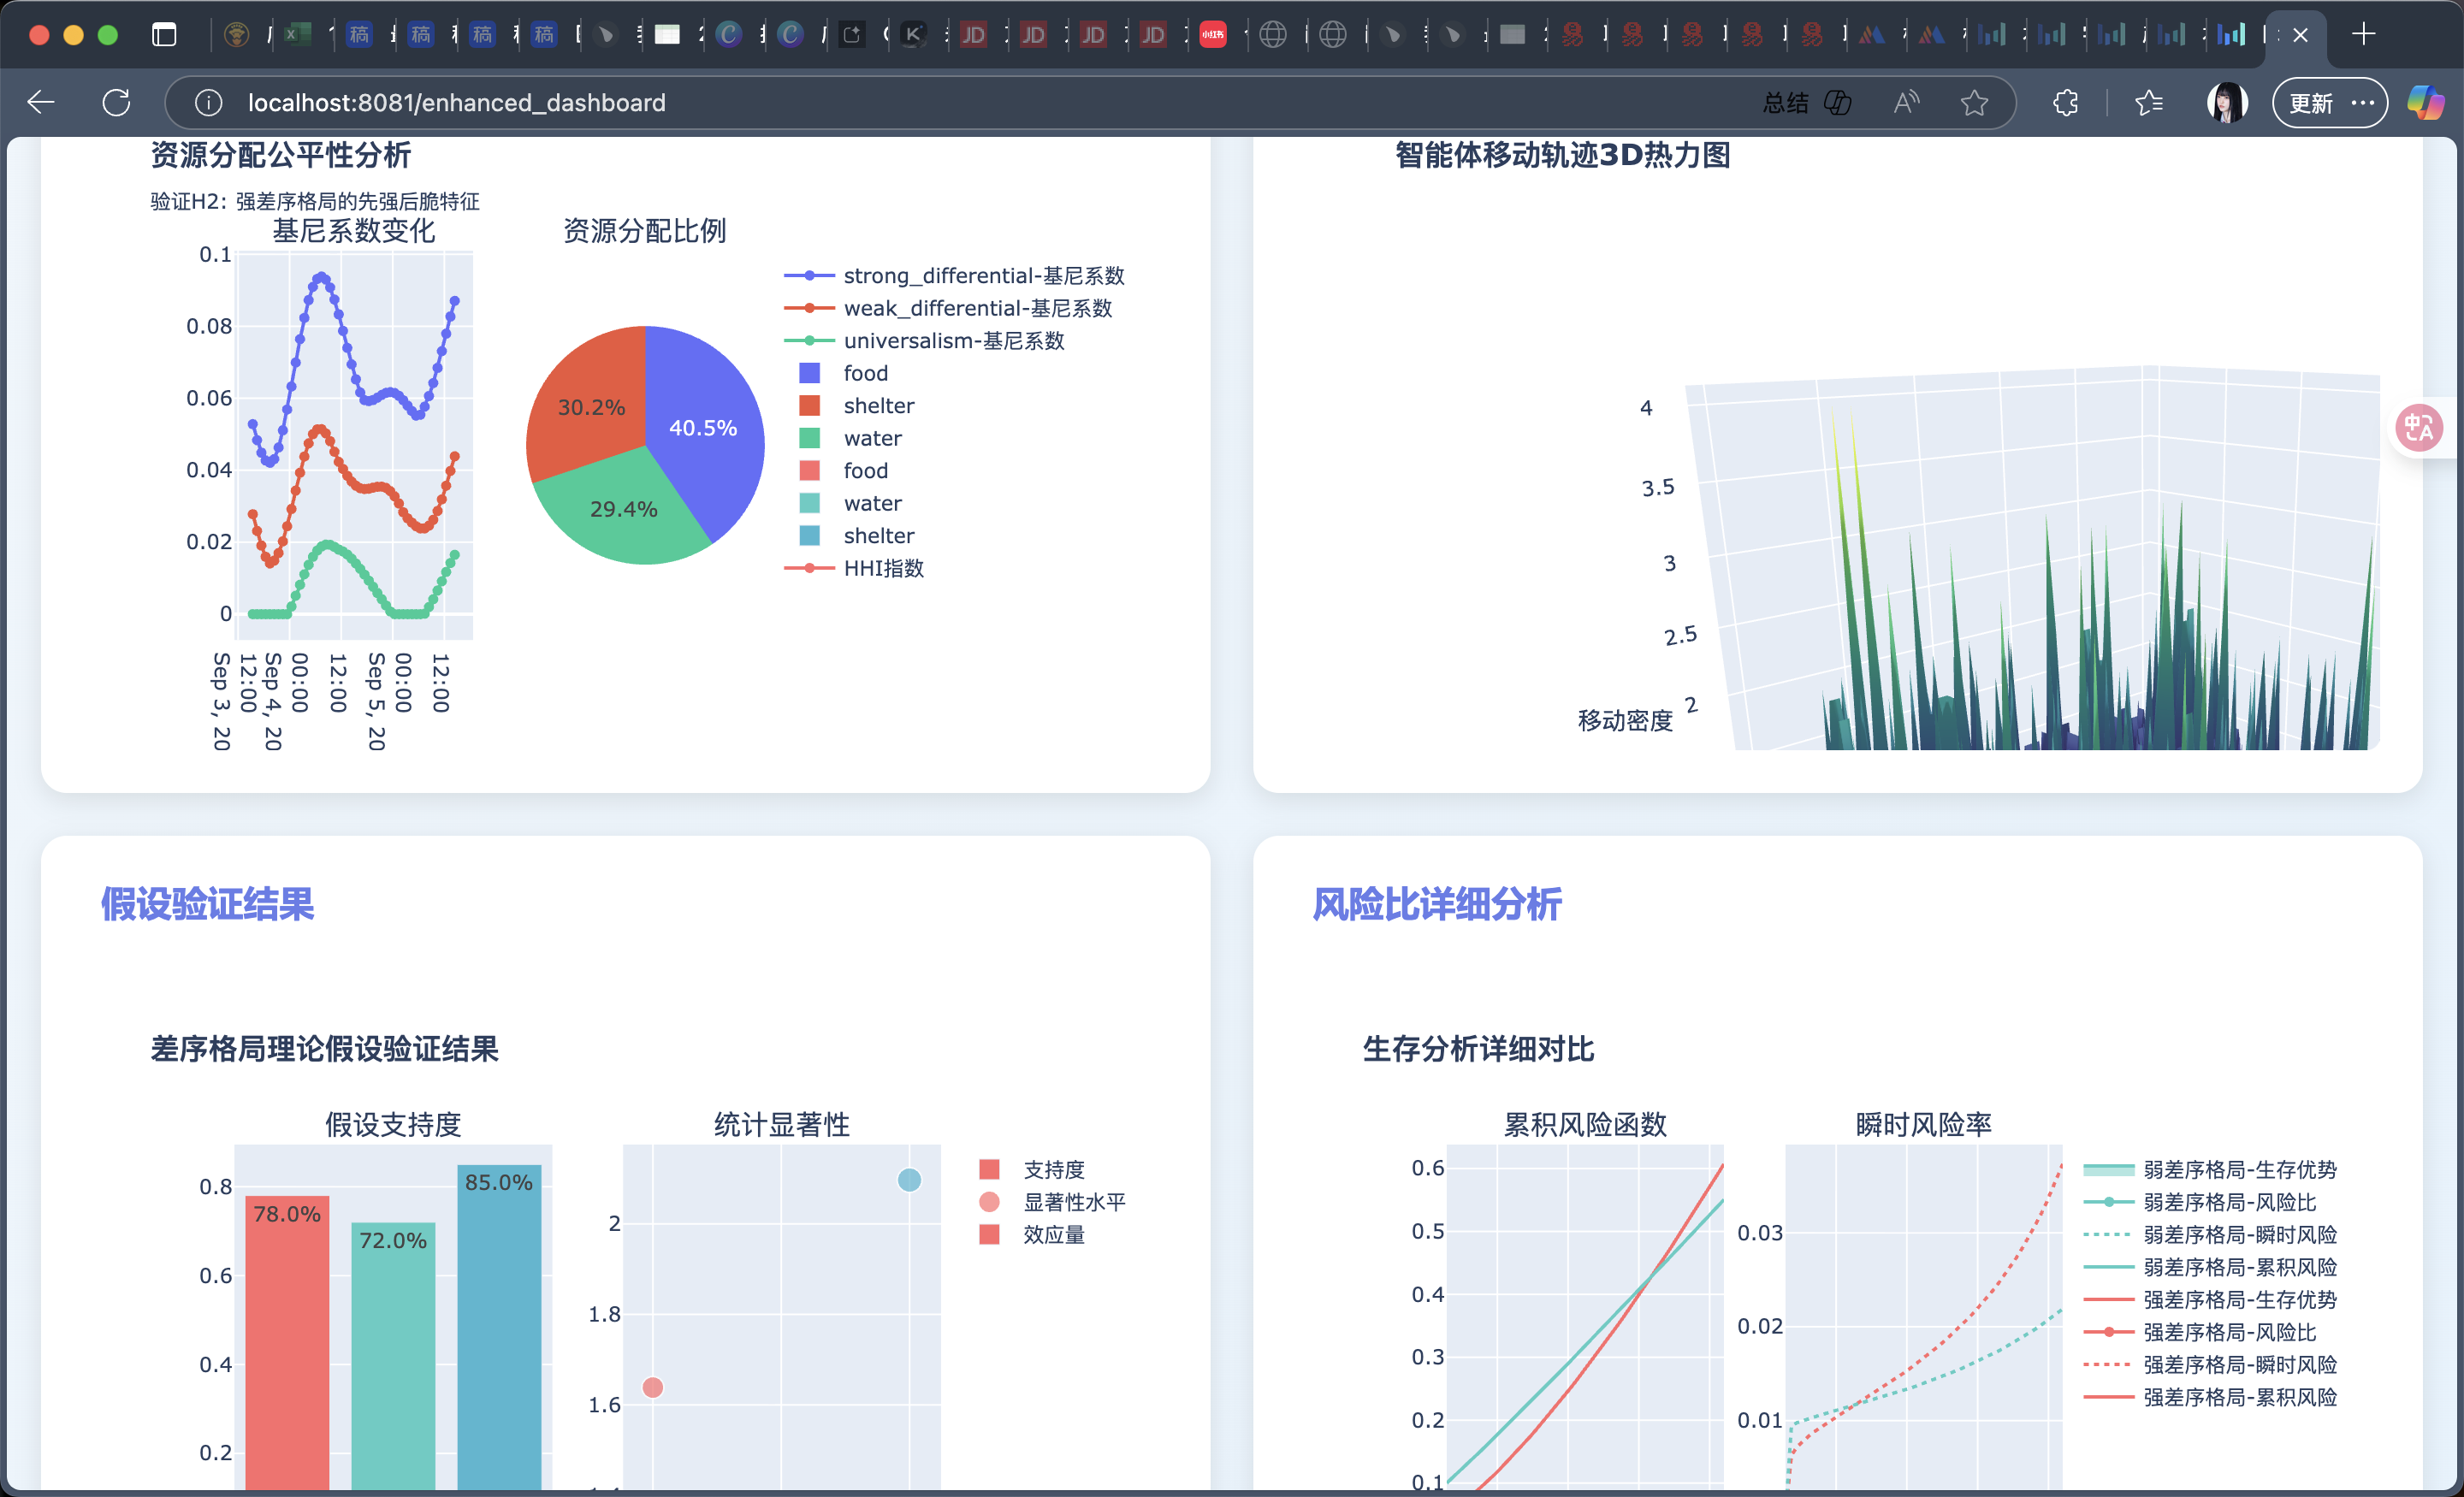 localhost:8081/enhanced_dashboard
总结
更新
资源分配公平性分析
验证H2：强差序格局的先强后脆特征
基尼系数变化
资源分配比例
0.1
0.08
0.06
0.04
0.02
0
12:00
Sep 3, 20
00:00
Sep 4, 20
12:00
00:00
Sep 5, 20
12:00
30.2%
40.5%
29.4%
strong_differential-基尼系数
weak_differential-基尼系数
universalism-基尼系数
food
shelter
water
food
water
shelter
HHI指数
智能体移动轨迹3D热力图
4
3.5
3
2.5
2
移动密度
假设验证结果
差序格局理论假设验证结果
假设支持度
统计显著性
0.8
0.6
0.4
0.2
78.0%
72.0%
85.0%
2
1.8
1.6
支持度
显著性水平
效应量
风险比详细分析
生存分析详细对比
累积风险函数
瞬时风险率
0.6
0.5
0.4
0.3
0.2
0.1
0.03
0.02
0.01
弱差序格局-生存优势
弱差序格局-风险比
弱差序格局-瞬时风险
弱差序格局-累积风险
强差序格局-生存优势
强差序格局-风险比
强差序格局-瞬时风险
强差序格局-累积风险